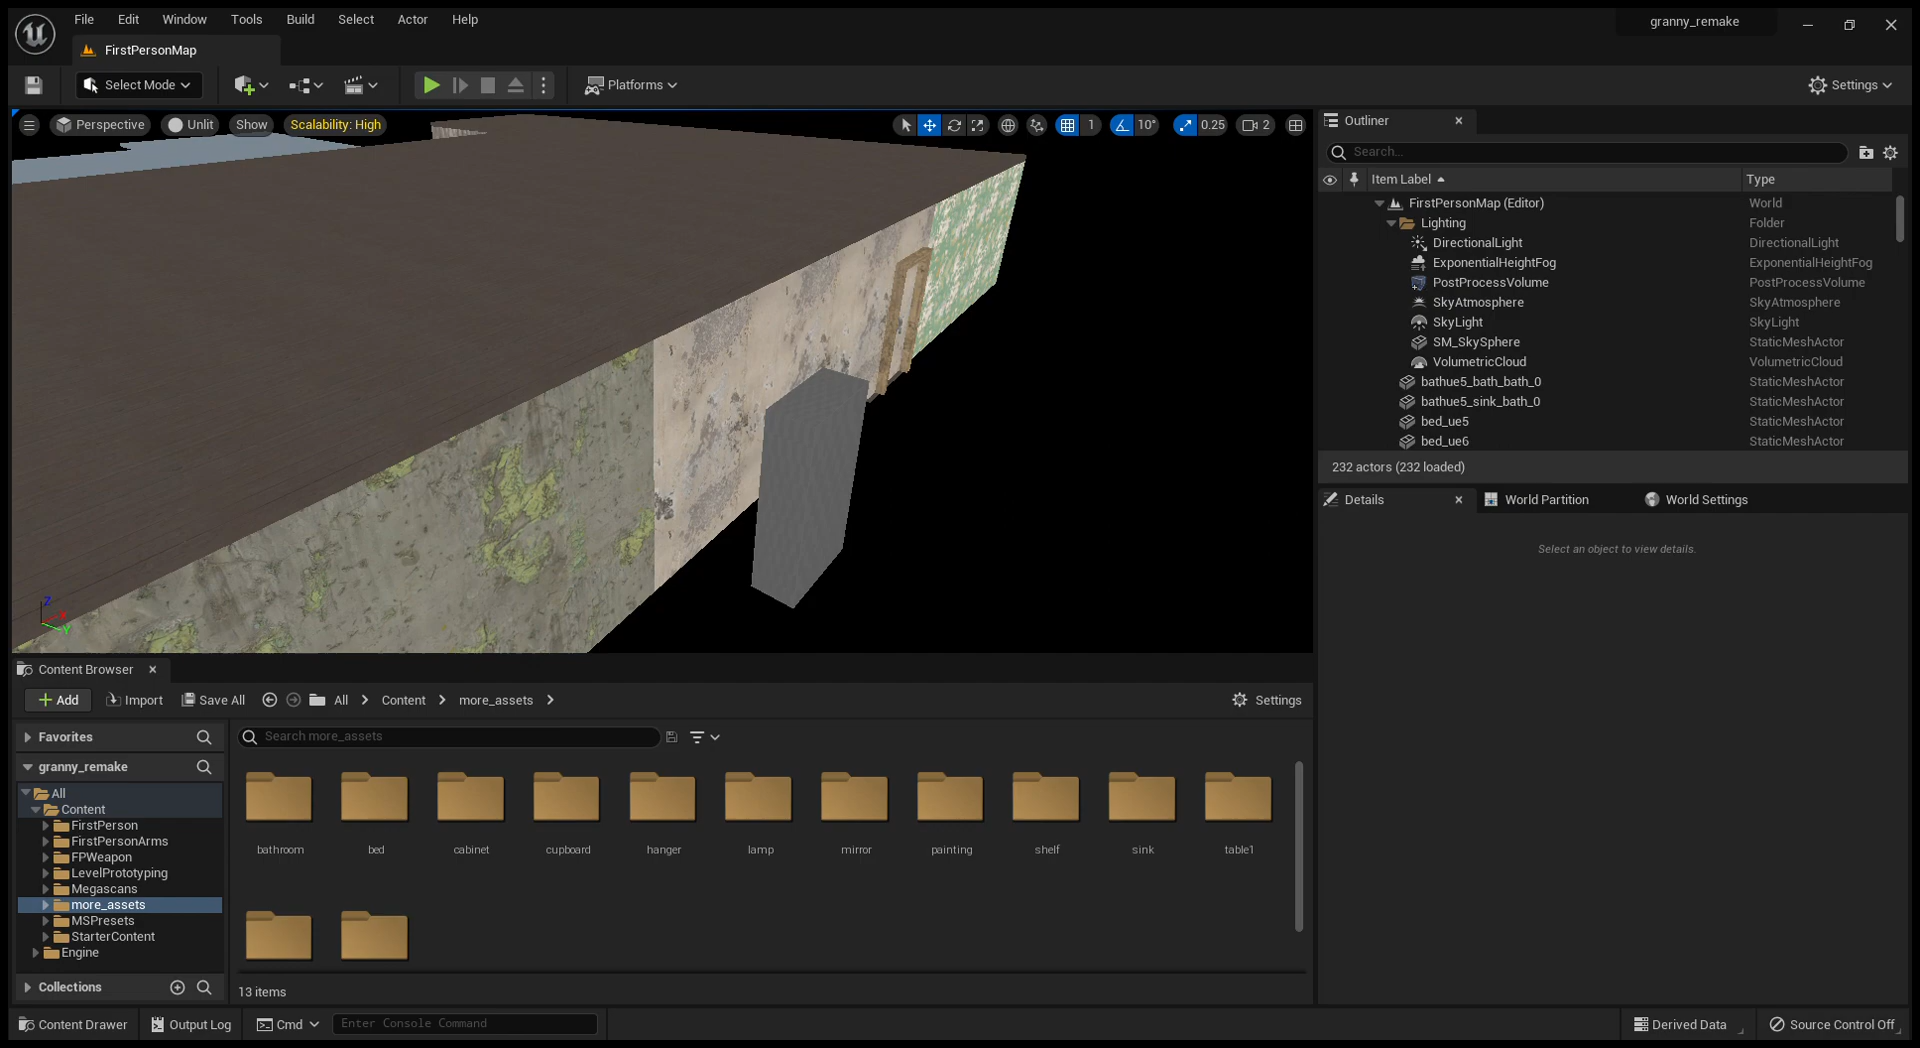 File Edit Window Tools Build Select Actor Help
granny_remake
FirstPersonMap
Select Mode
Platforms
Settings
Perspective Unlit Show Scalability: High
1 10° 0.25 2
Z
X
Y
Outliner
Search...
Item Label Type
FirstPersonMap (Editor) World
Lighting Folder
DirectionalLight DirectionalLight
ExponentialHeightFog ExponentialHeightFog
PostProcessVolume PostProcessVolume
SkyAtmosphere SkyAtmosphere
SkyLight SkyLight
SM_SkySphere StaticMeshActor
VolumetricCloud VolumetricCloud
bathue5_bath_bath_0 StaticMeshActor
bathue5_sink_bath_0 StaticMeshActor
bed_ue5 StaticMeshActor
bed_ue6 StaticMeshActor
232 actors (232 loaded)
Details World Partition World Settings
Select an object to view details.
Content Browser
Add Import Save All All Content more_assets Settings
Favorites
granny_remake
All
Content
FirstPerson
FirstPersonArms
FPWeapon
LevelPrototyping
Megascans
more_assets
MSPresets
StarterContent
Engine
Collections
Search more_assets
bathroom bed cabinet cupboard hanger lamp mirror painting shelf sink table1
13 items
Content Drawer Output Log Cmd Enter Console Command Derived Data Source Control Off